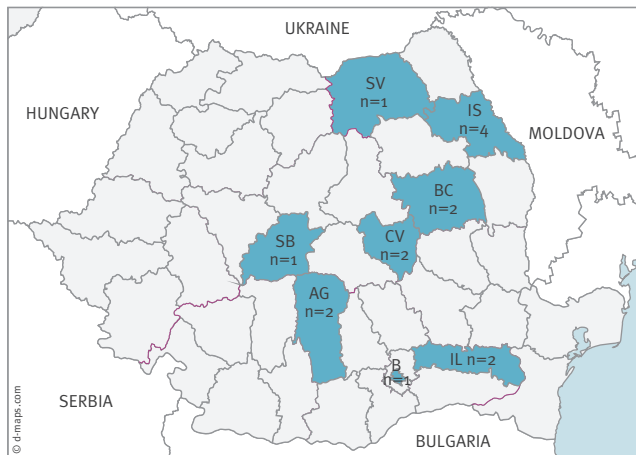 UKRAINE
SV
n=1
HUNGARY
IS
n=4
MOLDOVA
BC
n=2
SB
n=1
CV
n=2
AG
n=2
IL n=2
B
n=1
SERBIA
BULGARIA
© d-maps.com